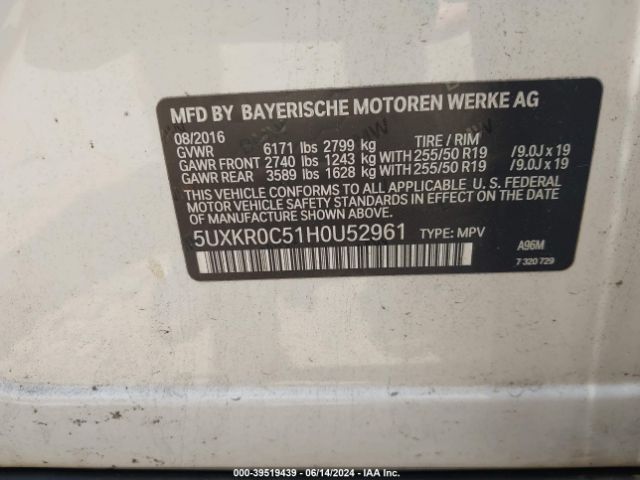 MFD BY BAYERISCHE MOTOREN WERKE AG
08/2016
GVWR 6171 lbs 2799 kg TIRE / RIM
GAWR FRONT 2740 lbs 1243 kg WITH 255/50 R19 /9.0J x 19
GAWR REAR 3589 lbs 1628 kg WITH 255/50 R19 /9.0J x 19
THIS VEHICLE CONFORMS TO ALL APPLICABLE U. S. FEDERAL
MOTOR VEHICLE SAFETY STANDARDS IN EFFECT ON THE DATE
OF MANUFACTURE SHOWN ABOVE.
5UXKR0C51H0U52961 TYPE: MPV
A96M
7 320 729
000-39519439 - 06/14/2024 - IAA Inc.